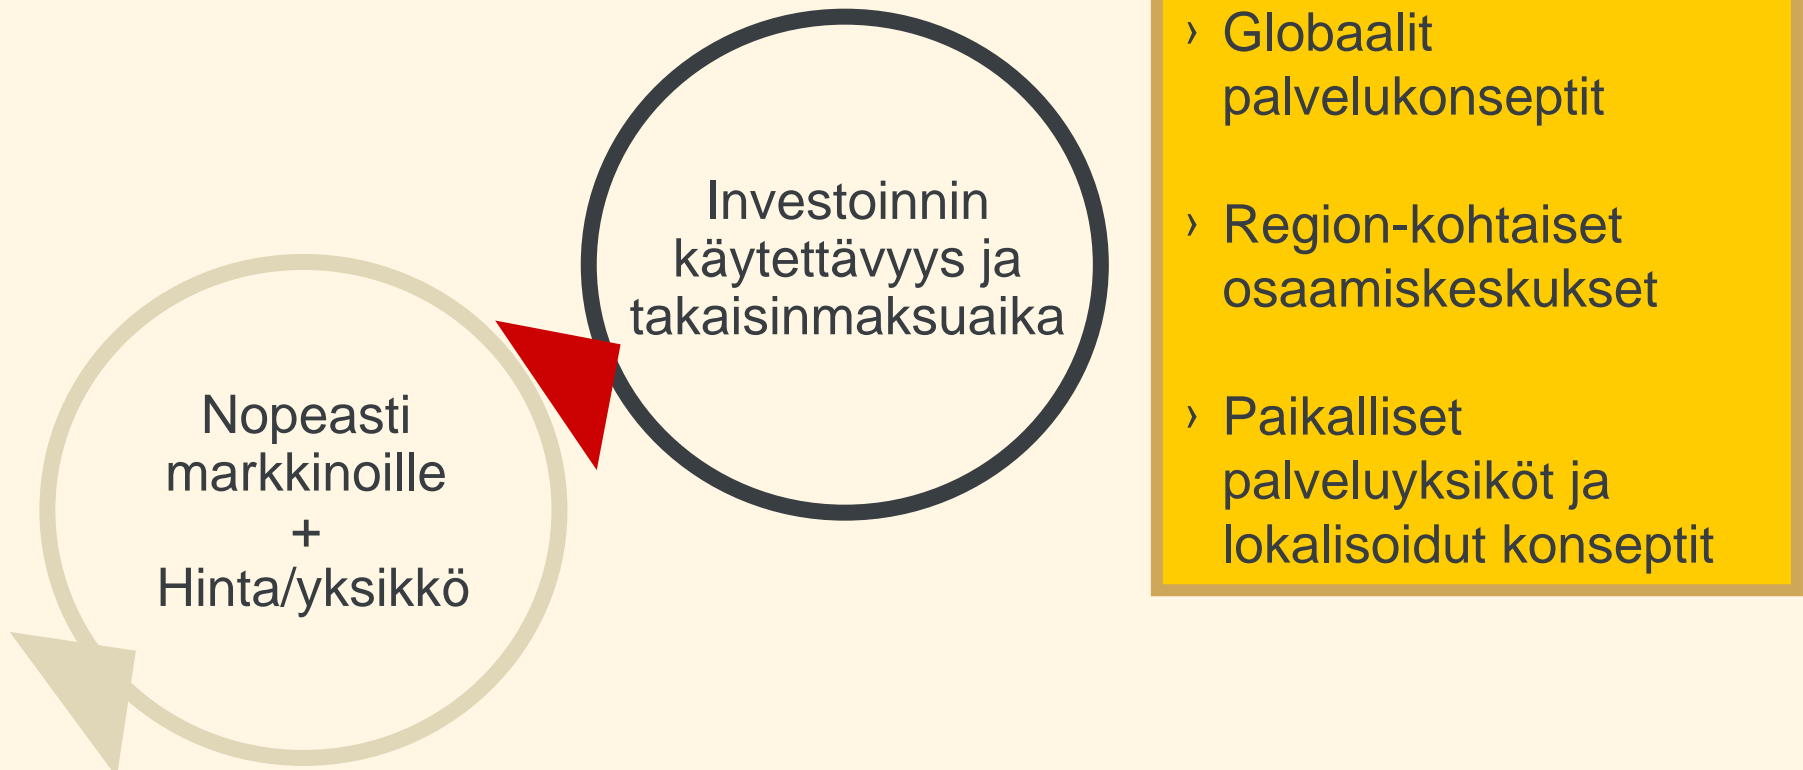 Nopeasti
markkinoille
+
Hinta/yksikkö
Investoinnin
käytettävyys ja
takaisinmaksuaika
› Globaalit
palvelukonseptit
› Region-kohtaiset
osaamiskeskukset
› Paikalliset
palveluyksiköt ja
lokalisoidut konseptit